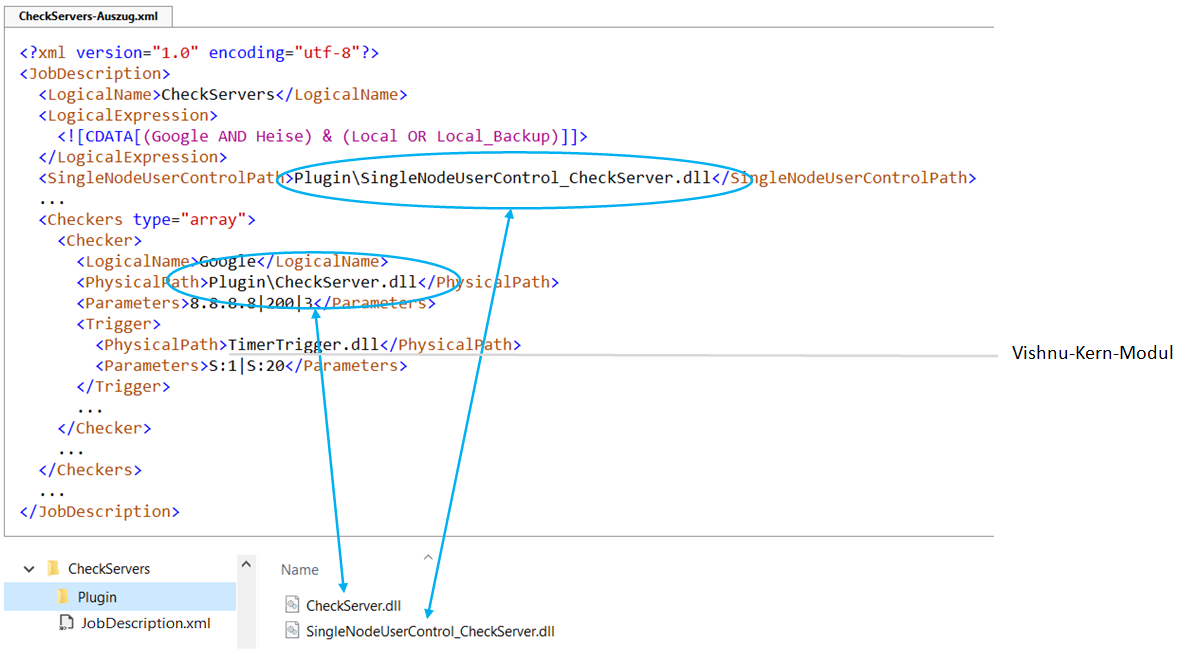 CheckServers-Auszug.xml
<?xml version="1.0" encoding="utf-8"?>
<JobDescription>
<LogicalName>CheckServers</LogicalName>
<LogicalExpression>
<![CDATA[(Google AND Heise) & (Local OR Local_Backup)]]>
</LogicalExpression>
<SingleNodeUserControlPath>Plugin\SingleNodeUserControl_CheckServer.dll</SingleNodeUserControlPath>
...
<Checkers type="array">
<Checker>
<LogicalName>Google</LogicalName>
<PhysicalPath>Plugin\CheckServer.dll</PhysicalPath>
<Parameters>8.8.8.8|200|3</Parameters>
<Trigger>
<PhysicalPath>TimerTrigger.dll</PhysicalPath>
Vishnu-Kern-Modul
<Parameters>S:1|S:20</Parameters>
</Trigger>
...
</Checker>
...
</Checkers>
...
</JobDescription>
CheckServers
Plugin
JobDescription.xml
Name
CheckServer.dll
SingleNodeUserControl_CheckServer.dll